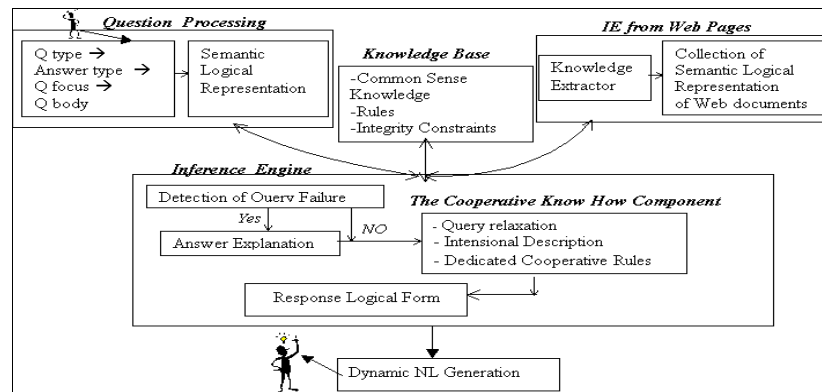 Question Processing
Q type →
Answer type →
Q focus →
Q body
Semantic
Logical
Representation
Knowledge Base
-Common Sense
Knowledge
-Rules
-Integrity Constraints
IE from Web Pages
Knowledge
Extractor
Collection of
Semantic Logical
Representation
of Web documents
Inference Engine
Detection of Query Failure
Yes
NO
Answer Explanation
The Cooperative Know How Component
- Query relaxation
- Intensional Description
- Dedicated Cooperative Rules
Response Logical Form
Dynamic NL Generation